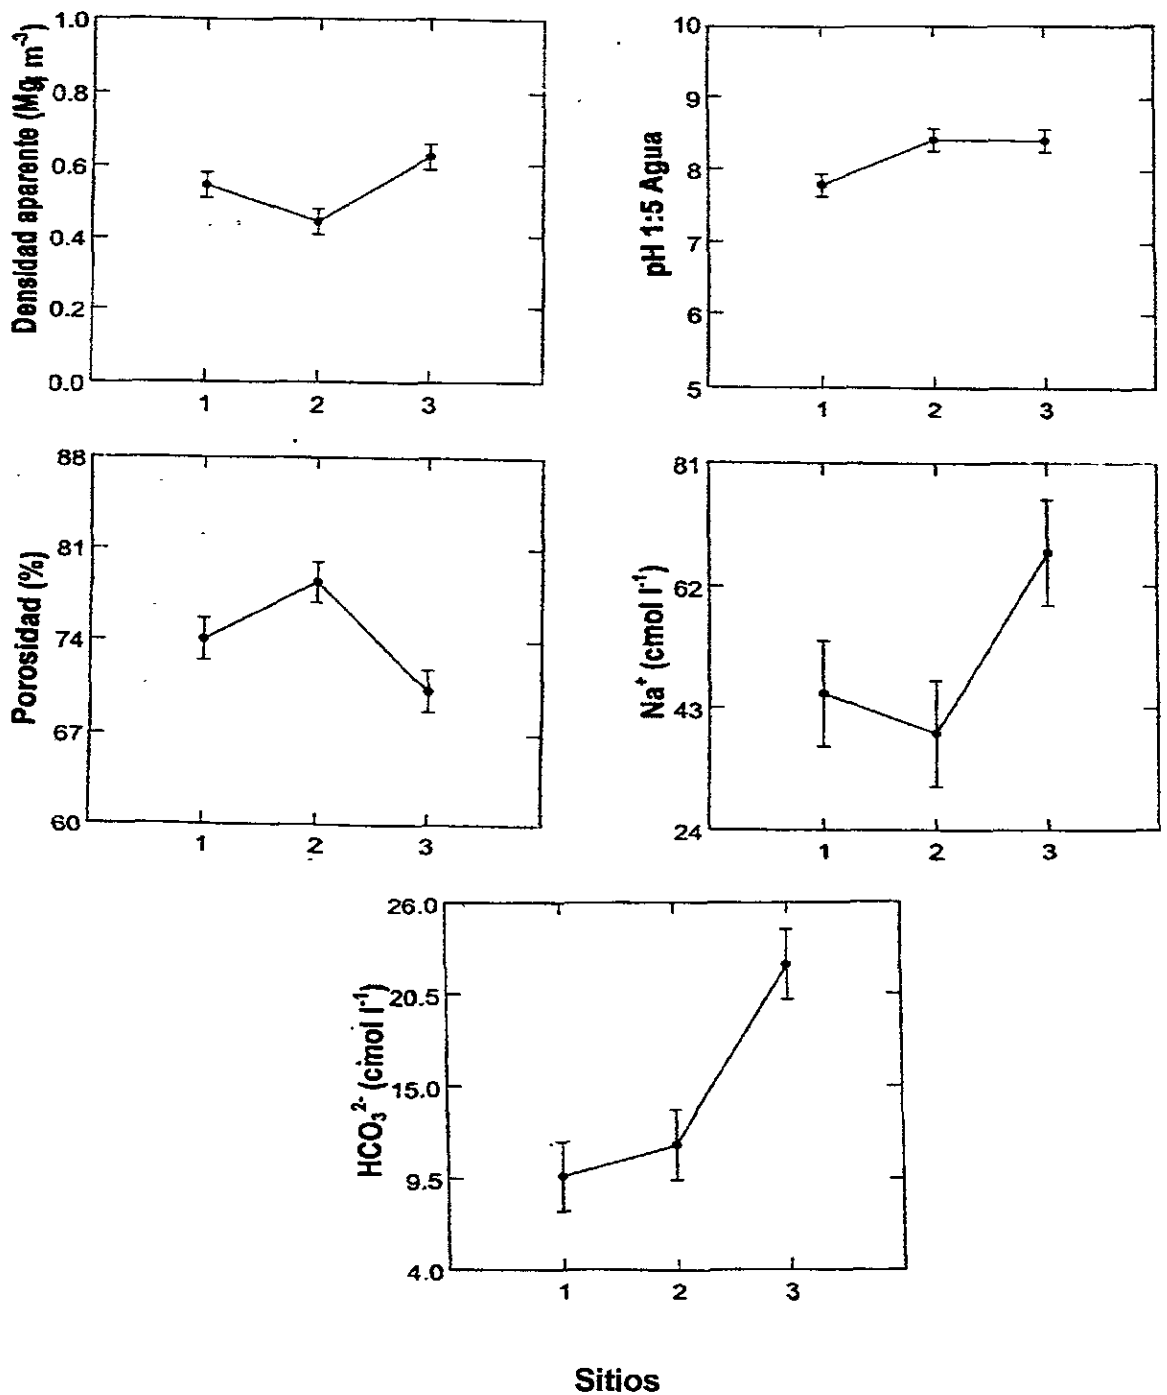 Densidad aparente (Mg m⁻³)
1.0
0.8
0.6
0.4
0.2
0.0
1 2 3
pH 1:5 Agua
10
9
8
7
6
5
1 2 3
Porosidad (%)
88
81
74
67
60
1 2 3
Na⁺ (cmol l⁻¹)
81
62
43
24
1 2 3
HCO₃²⁻ (cmol l⁻¹)
26.0
20.5
15.0
9.5
4.0
1 2 3
Sitios